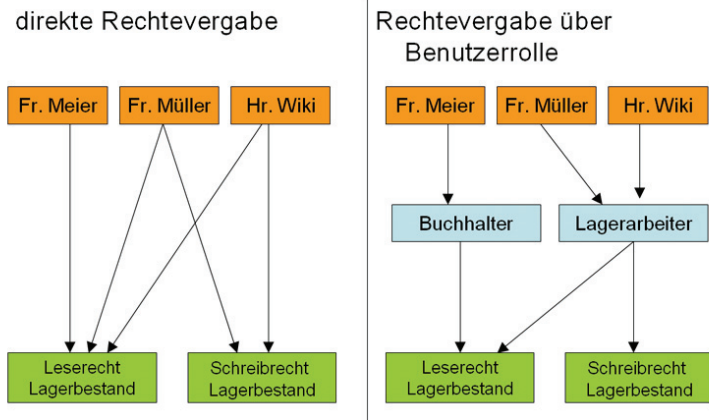 direkte Rechtevergabe
Fr. Meier
Fr. Müller
Hr. Wiki
Leserecht
Lagerbestand
Schreibrecht
Lagerbestand
Rechtevergabe über
Benutzerrolle
Fr. Meier
Fr. Müller
Hr. Wiki
Buchhalter
Lagerarbeiter
Leserecht
Lagerbestand
Schreibrecht
Lagerbestand